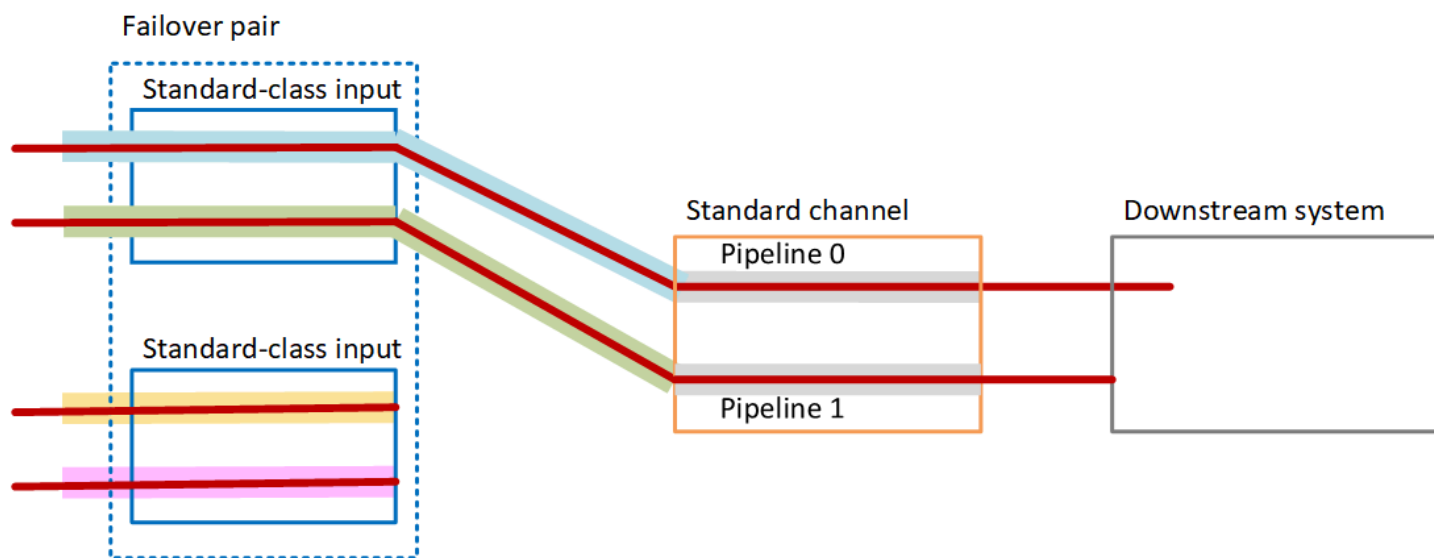 Failover pair
Standard-class input
Standard channel
Downstream system
Pipeline 0
Standard-class input
Pipeline 1